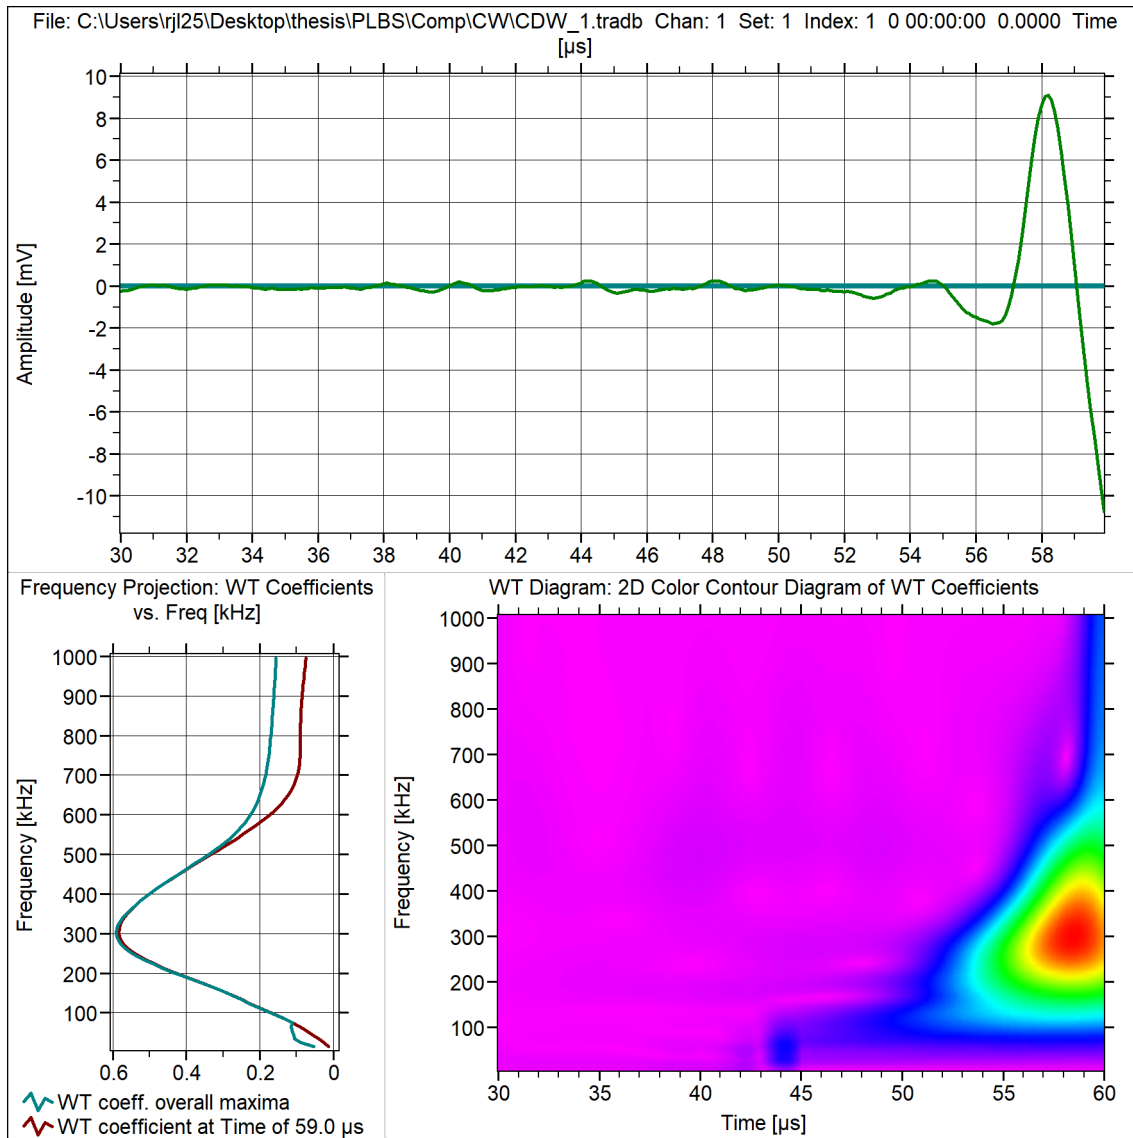 File: C:\Users\rjl25\Desktop\thesis\PLBS\Comp\CW\CDW_1.tradb  Chan: 1  Set: 1  Index: 1  0 00:00:00  0.0000  Time
[µs]
10
8
6
4
2
0
-2
-4
-6
-8
-10
Amplitude [mV]
30 32 34 36 38 40 42 44 46 48 50 52 54 56 58
Frequency Projection: WT Coefficients
vs. Freq [kHz]
1000
900
800
700
600
500
400
300
200
100
Frequency [kHz]
0.6 0.4 0.2 0
WT coeff. overall maxima
WT coefficient at Time of 59.0 µs
WT Diagram: 2D Color Contour Diagram of WT Coefficients
1000
900
800
700
600
500
400
300
200
100
Frequency [kHz]
30 35 40 45 50 55 60
Time [µs]